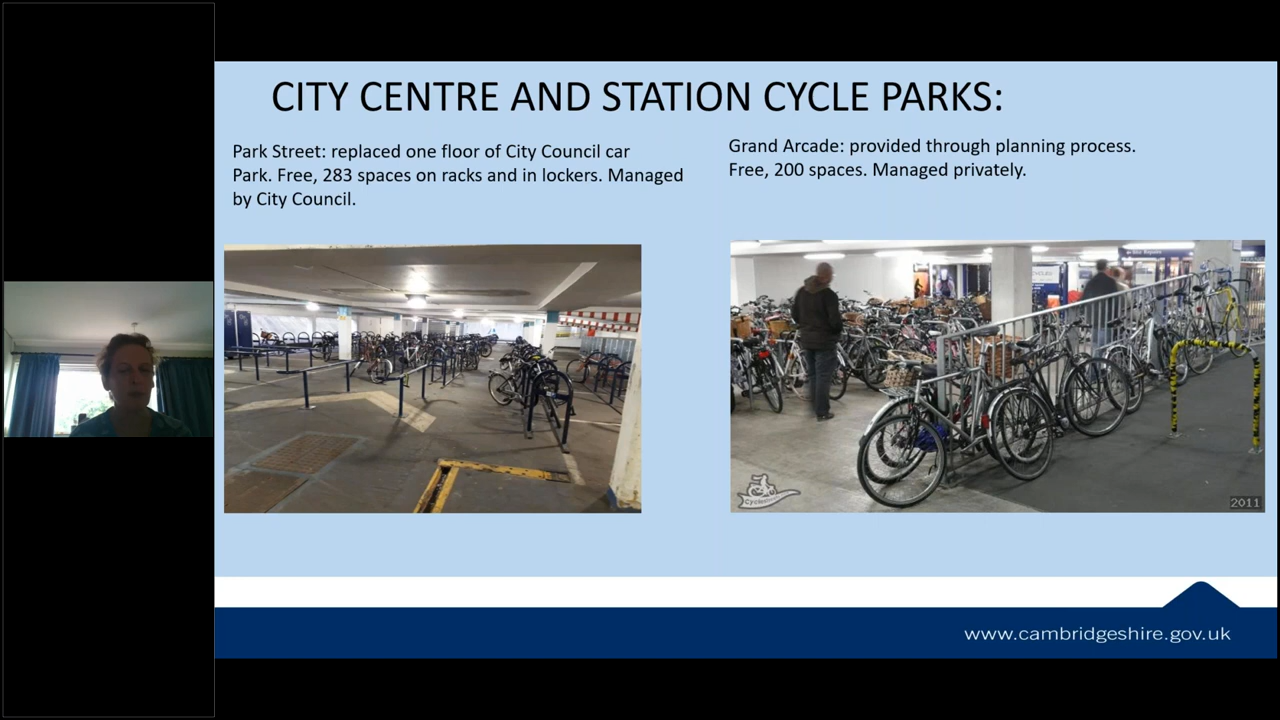 CITY CENTRE AND STATION CYCLE PARKS:
Park Street: replaced one floor of City Council car
Park. Free, 283 spaces on racks and in lockers. Managed
by City Council.
Grand Arcade: provided through planning process.
Free, 200 spaces. Managed privately.
2011
www.cambridgeshire.gov.uk